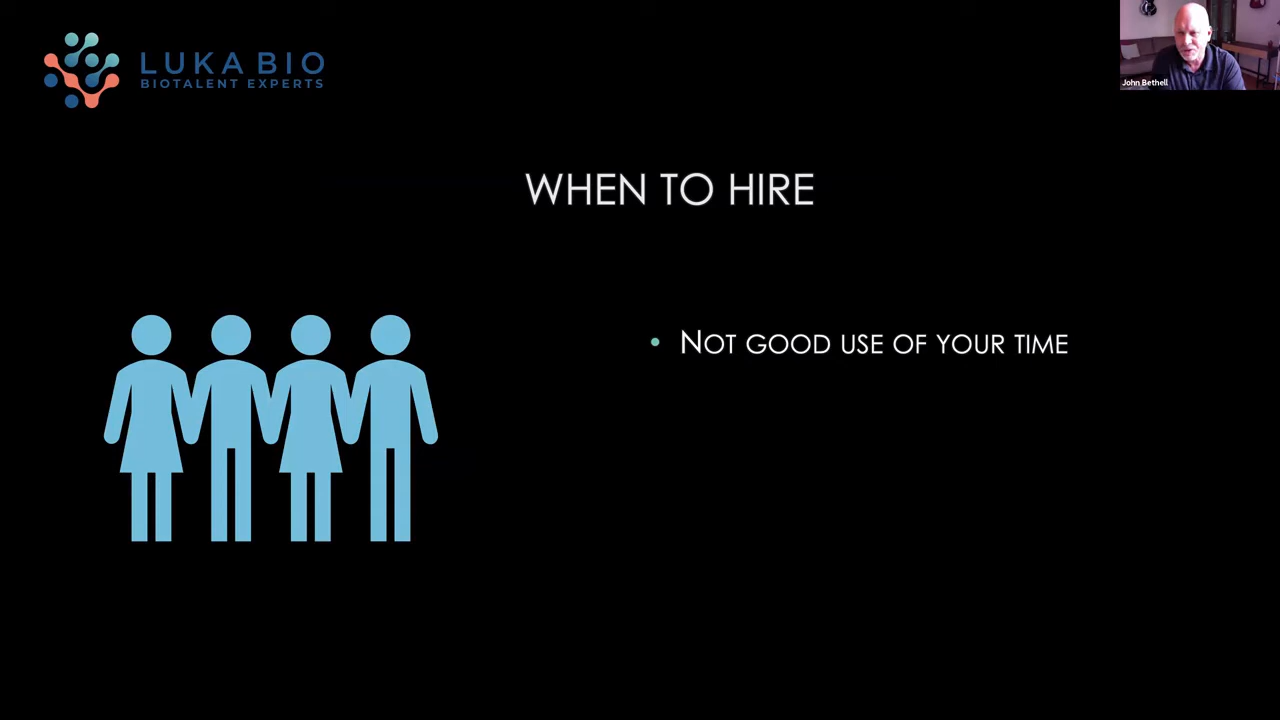 LUKA BIO
BIOTALENT EXPERTS
John Bethell
WHEN TO HIRE
• NOT GOOD USE OF YOUR TIME